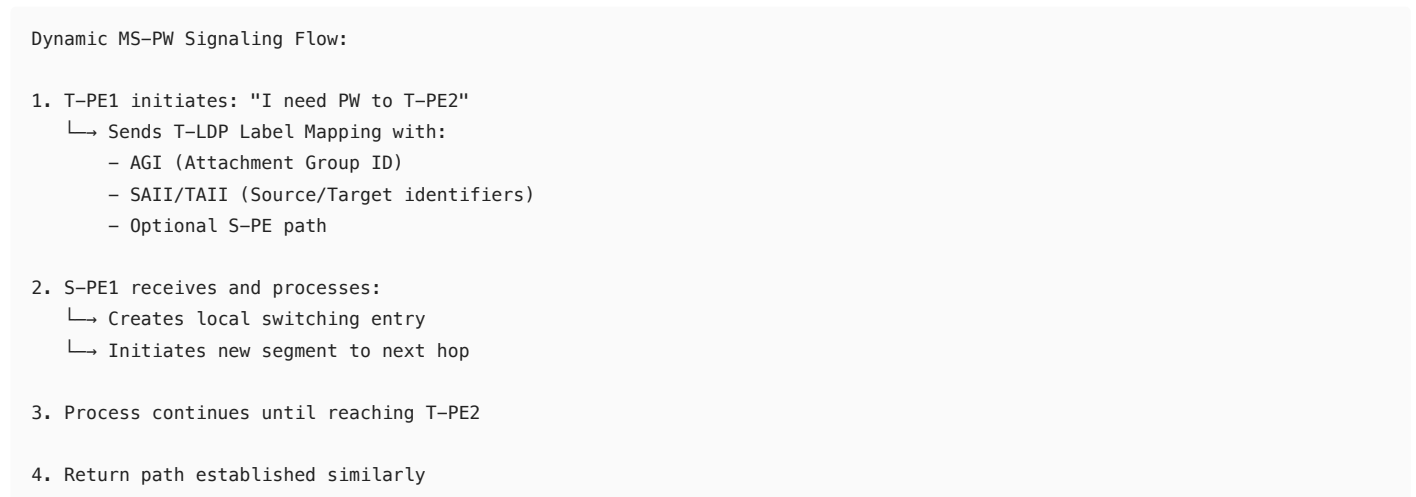 Dynamic MS-PW Signaling Flow:
1. T-PE1 initiates: "I need PW to T-PE2"
└─→ Sends T-LDP Label Mapping with:
- AGI (Attachment Group ID)
- SAII/TAII (Source/Target identifiers)
- Optional S-PE path
2. S-PE1 receives and processes:
└─→ Creates local switching entry
└─→ Initiates new segment to next hop
3. Process continues until reaching T-PE2
4. Return path established similarly